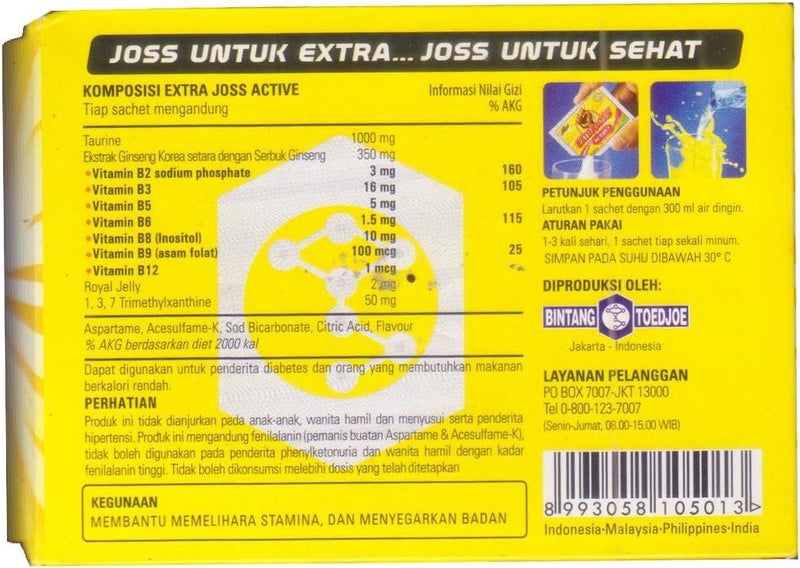 JOSS UNTUK EXTRA... JOSS UNTUK SEHAT
KOMPOSISI EXTRA JOSS ACTIVE
Tiap sachet mengandung
Informasi Nilai Gizi
% AKG
Taurine 1000 mg
Ekstrak Ginseng Korea setara dengan Serbuk Ginseng 350 mg
•Vitamin B2 sodium phosphate 3 mg 160
•Vitamin B3 16 mg 105
•Vitamin B5 5 mg
•Vitamin B6 1.5 mg 115
•Vitamin B8 (Inositol) 10 mg
•Vitamin B9 (asam folat) 100 mcg 25
•Vitamin B12 1 mcg
Royal Jelly 2 mg
1, 3, 7 Trimethylxanthine 50 mg
Aspartame, Acesulfame-K, Sod Bicarbonate, Citric Acid, Flavour
% AKG berdasarkan diet 2000 kal
Dapat digunakan untuk penderita diabetes dan orang yang membutuhkan makanan
berkalori rendah.
PERHATIAN
Produk ini tidak dianjurkan pada anak-anak, wanita hamil dan menyusui serta penderita
hipertensi. Produk ini mengandung fenilalanin (pemanis buatan Aspartame & Acesulfame-K),
tidak boleh digunakan pada penderita phenylketonuria dan wanita hamil dengan kadar
fenilalanin tinggi. Tidak boleh dikonsumsi melebihi dosis yang telah ditetapkan
KEGUNAAN
MEMBANTU MEMELIHARA STAMINA, DAN MENYEGARKAN BADAN
PETUNJUK PENGGUNAAN
Larutkan 1 sachet dengan 300 ml air dingin.
ATURAN PAKAI
1-3 kali sehari, 1 sachet tiap sekali minum.
SIMPAN PADA SUHU DIBAWAH 30° C
DIPRODUKSI OLEH:
BINTANG TOEDJOE
Jakarta - Indonesia
LAYANAN PELANGGAN
PO BOX 7007-JKT 13000
Tel 0-800-123-7007
(Senin-Jumat, 08.00-15.00 WIB)
8 993058 105013 >
Indonesia•Malaysia•Philippines•India